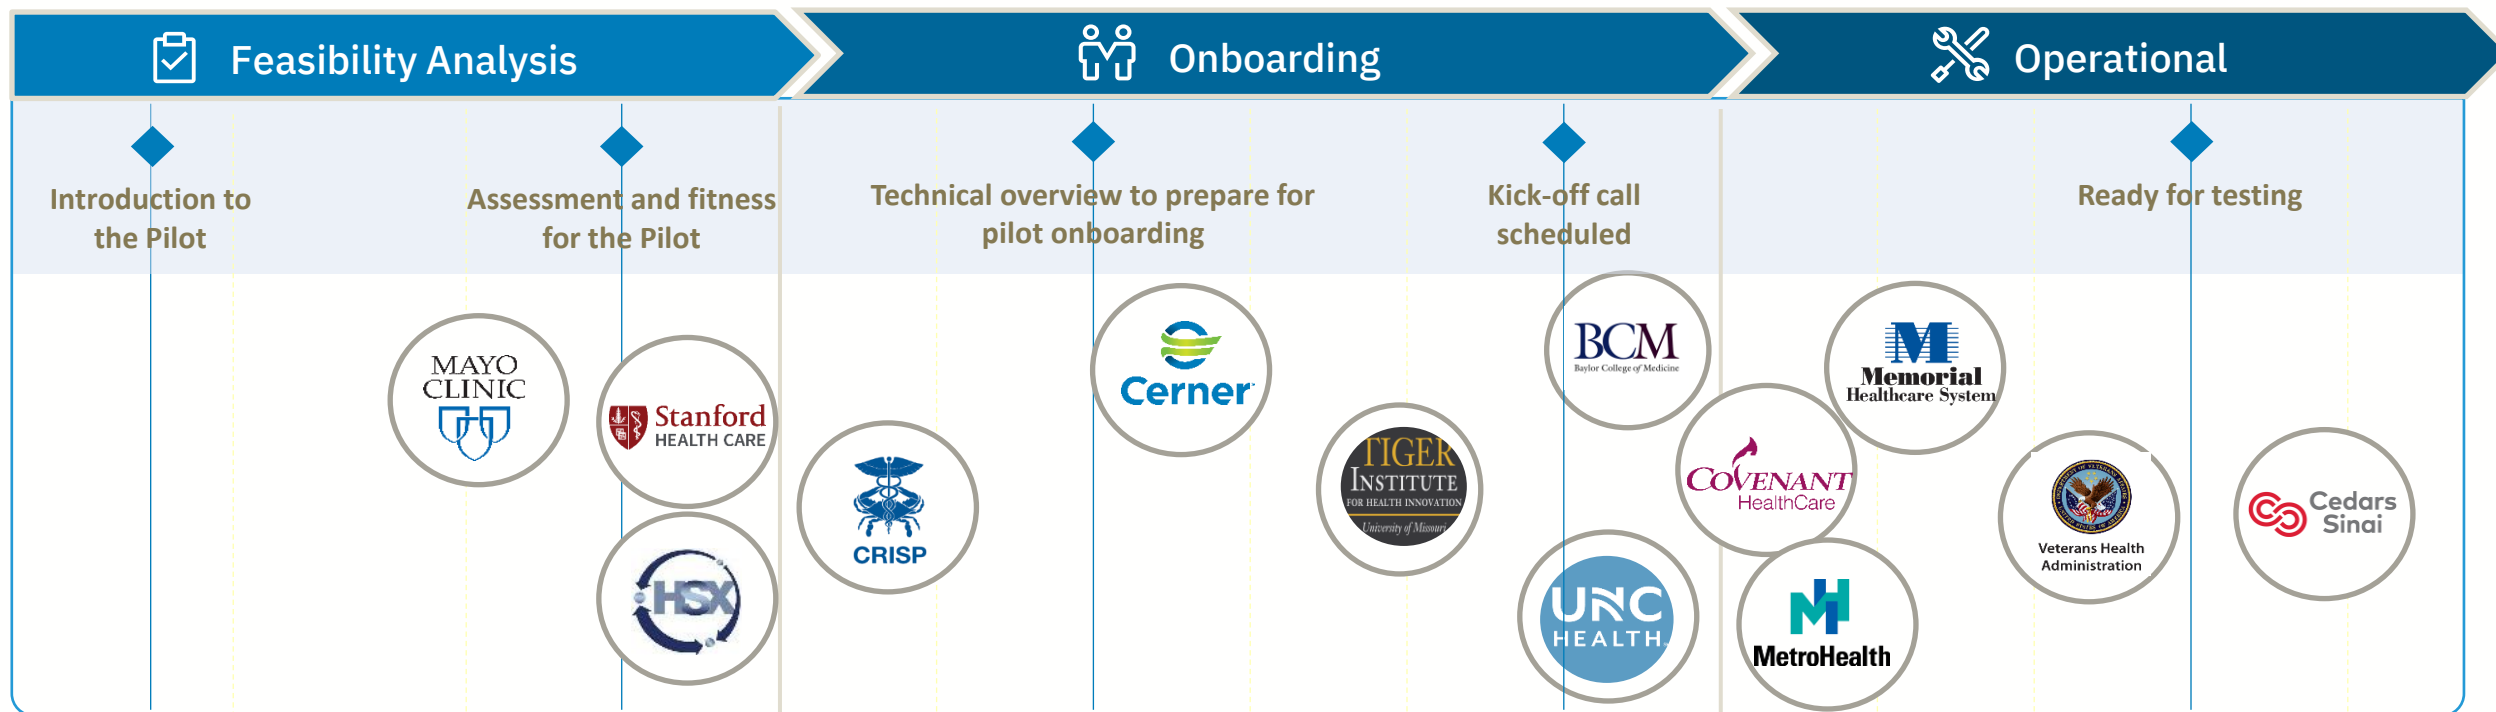 Feasibility Analysis
Onboarding
Operational
Introduction to
the Pilot
Assessment and fitness
for the Pilot
Technical overview to prepare for
pilot onboarding
Kick-off call
scheduled
Ready for testing
MAYO
CLINIC
Stanford
HEALTH CARE
HSX
CRISP
Cerner
TIGER
INSTITUTE
FOR HEALTH INNOVATION
University of Missouri
BCM
Baylor College of Medicine
UNC
HEALTH
COVENANT
HealthCare
Memorial
Healthcare System
MetroHealth
Veterans Health
Administration
Cedars
Sinai